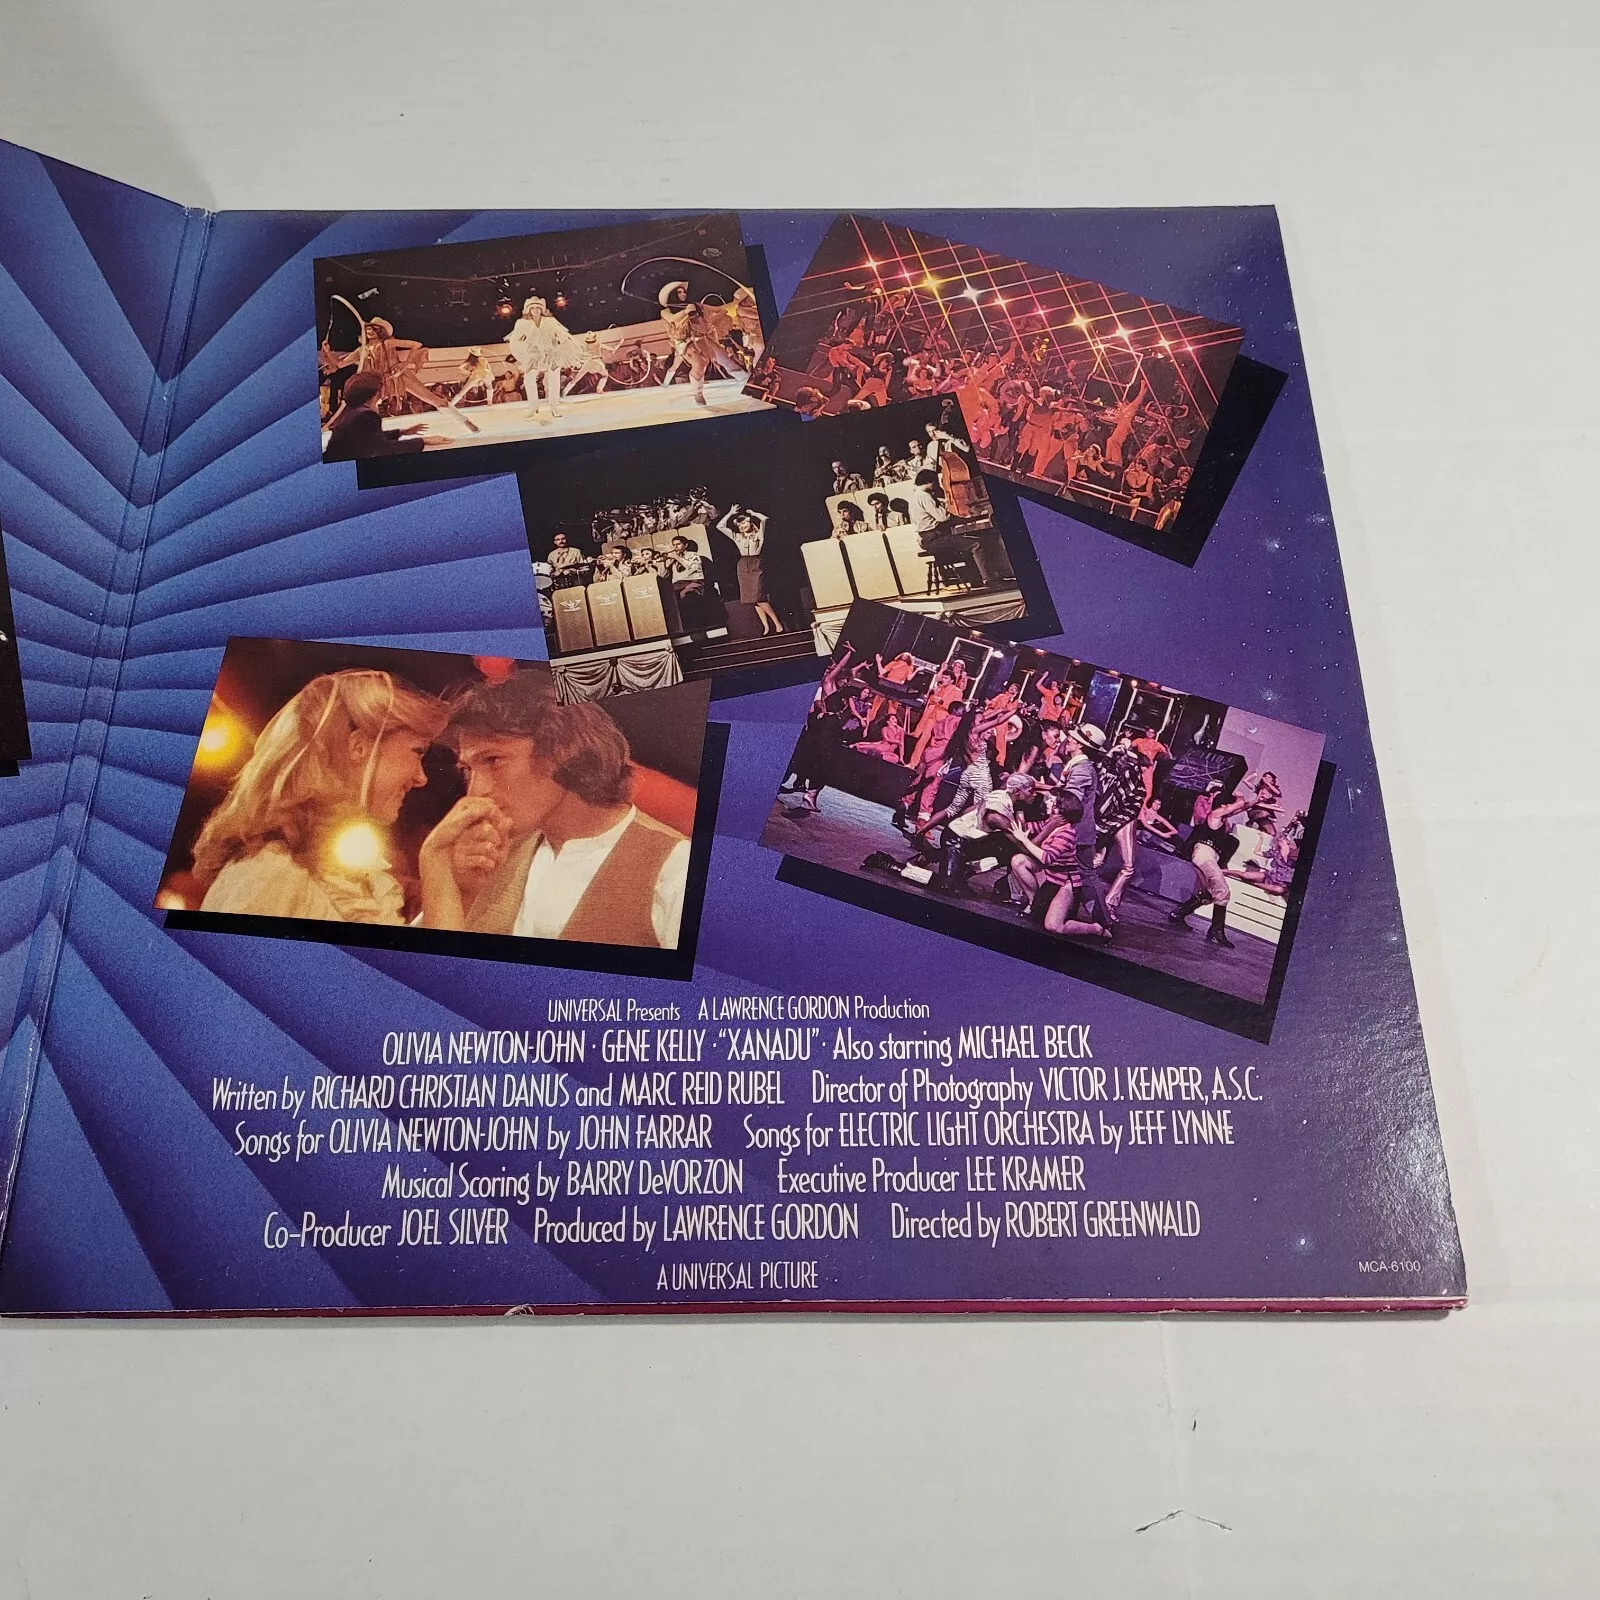 UNIVERSAL Presents A LAWRENCE GORDON Production
OLIVIA NEWTON-JOHN · GENE KELLY · “XANADU” · Also starring MICHAEL BECK
Written by RICHARD CHRISTIAN DANUS and MARC REID RUBEL Director of Photography VICTOR J. KEMPER, A.S.C.
Songs for OLIVIA NEWTON-JOHN by JOHN FARRAR Songs for ELECTRIC LIGHT ORCHESTRA by JEFF LYNNE
Musical Scoring by BARRY DeVORZON Executive Producer LEE KRAMER
Co-Producer JOEL SILVER Produced by LAWRENCE GORDON Directed by ROBERT GREENWALD
A UNIVERSAL PICTURE
MCA-6100